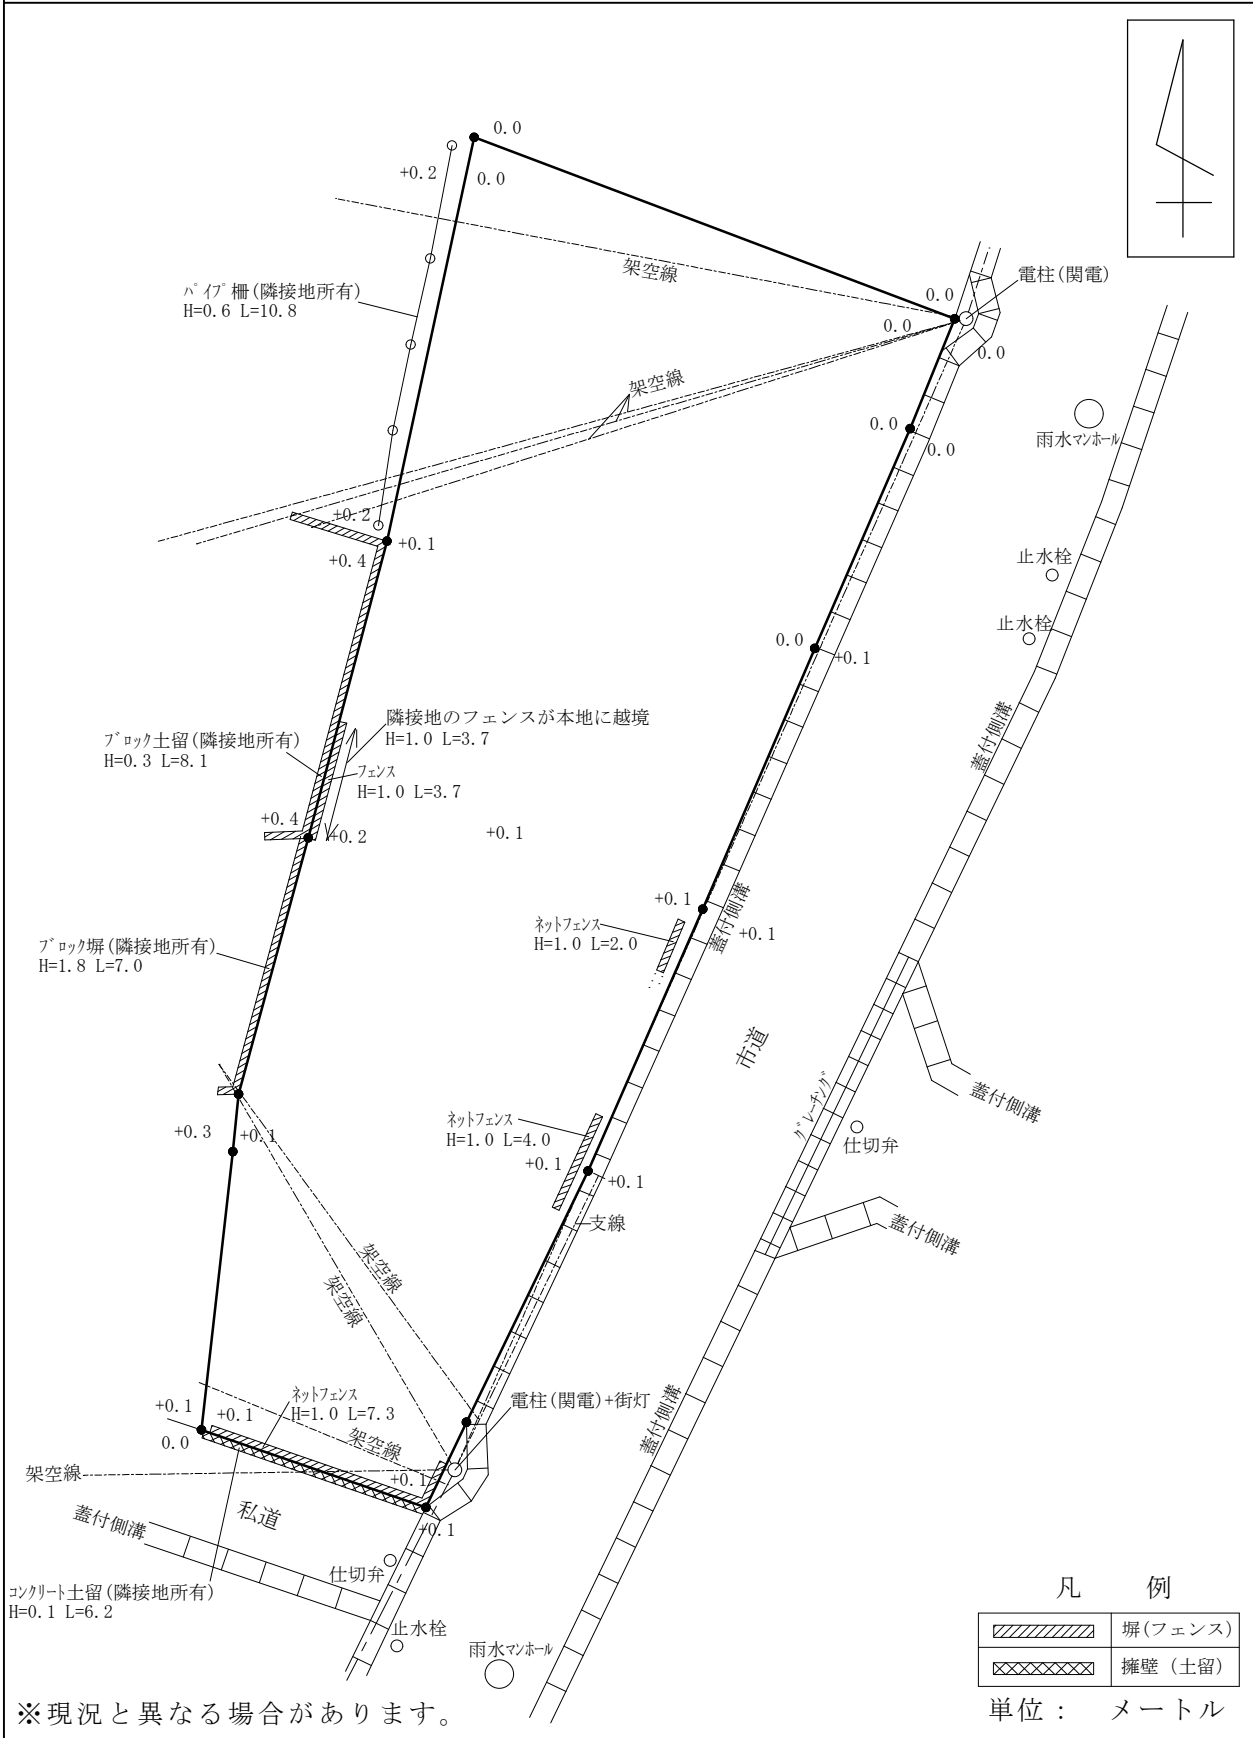 0.0
+0.2
0.0
架空線
電柱(関電)
パイプ柵(隣接地所有)
H=0.6 L=10.8
0.0
0.0
0.0
架空線
0.0
0.0
雨水マンホール
+0.2
+0.1
+0.4
止水栓
止水栓
0.0
+0.1
隣接地のフェンスが本地に越境
H=1.0 L=3.7
ブロック土留(隣接地所有)
H=0.3 L=8.1
フェンス
H=1.0 L=3.7
蓋付側溝
+0.4
+0.2
+0.1
+0.1
蓋付側溝
+0.1
ネットフェンス
H=1.0 L=2.0
ブロック塀(隣接地所有)
H=1.8 L=7.0
市道
グレーチング
蓋付側溝
ネットフェンス
H=1.0 L=4.0
仕切弁
+0.3
+0.1
+0.1
+0.1
支線
蓋付側溝
架空線
架空線
ネットフェンス
H=1.0 L=7.3
電柱(関電)+街灯
+0.1
+0.1
0.0
架空線
蓋付側溝
架空線
+0.1
私道
蓋付側溝
+0.1
仕切弁
コンクリート土留(隣接地所有)
H=0.1 L=6.2
止水栓
雨水マンホール
凡 例
塀(フェンス)
擁壁 (土留)
単位: メートル
※現況と異なる場合があります。